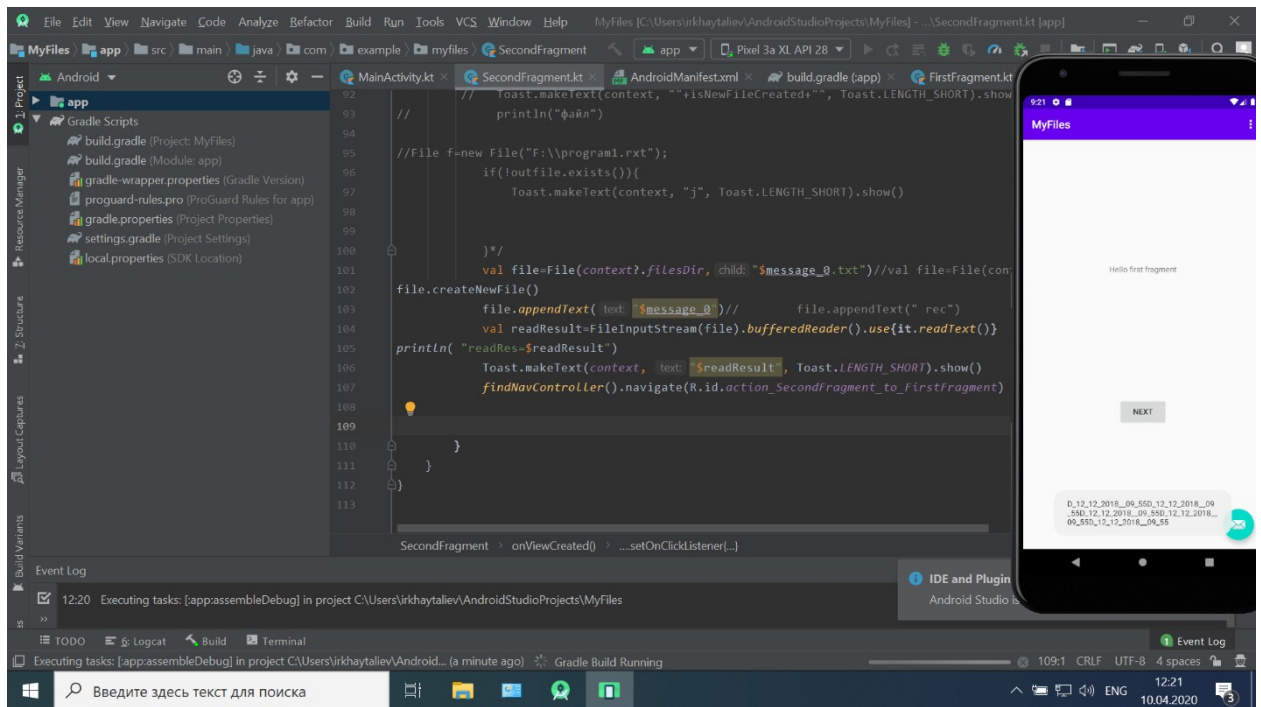 File Edit View Navigate Code Analyze Refactor Build Run Tools VCS Window Help MyFiles [C:\Users\irkhaytaliev\AndroidStudioProjects\MyFiles] - ...\SecondFragment.kt [app]
MyFiles app src main java com example myfiles SecondFragment app Pixel 3a XL API 28
Android MainActivity.kt SecondFragment.kt AndroidManifest.xml build.gradle (:app) FirstFragment.kt
1: Project
Resource Manager
Z: Structure
Layout Captures
Build Variants
app
Gradle Scripts
build.gradle (Project: MyFiles)
build.gradle (Module: app)
gradle-wrapper.properties (Gradle Version)
proguard-rules.pro (ProGuard Rules for app)
gradle.properties (Project Properties)
settings.gradle (Project Settings)
local.properties (SDK Location)
92 // Toast.makeText(context, ""+isNewFileCreated+"", Toast.LENGTH_SHORT).show
93 // println("файл")
94
95 //File f=new File("F:\\program1.rxt");
96 if(!outfile.exists()){
97 Toast.makeText(context, "j", Toast.LENGTH_SHORT).show()
98
99
100 }*/
101 val file=File(context?.filesDir, child: "$message_0.txt")//val file=File(con
102 file.createNewFile()
103 file.appendText( text: "$message_0")// file.appendText(" rec")
104 val readResult=FileInputStream(file).bufferedReader().use{it.readText()}
105 println( "readRes=$readResult")
106 Toast.makeText(context, text: "$readResult", Toast.LENGTH_SHORT).show()
107 findNavController().navigate(R.id.action_SecondFragment_to_FirstFragment)
108
109
110 }
111 }
112 }
113
SecondFragment onViewCreated() ....setOnClickListener{...}
9:21
MyFiles
Hello first fragment
NEXT
D_12_12_2018__09_55D_12_12_2018__09
_55D_12_12_2018__09_55D_12_12_2018__
09_55D_12_12_2018__09_55
Event Log
12:20 Executing tasks: [:app:assembleDebug] in project C:\Users\irkhaytaliev\AndroidStudioProjects\MyFiles
IDE and Plugin
Android Studio is
TODO 6: Logcat Build Terminal 1 Event Log
Executing tasks: [:app:assembleDebug] in project C:\Users\irkhaytaliev\Android... (a minute ago) Gradle Build Running 109:1 CRLF UTF-8 4 spaces
Введите здесь текст для поиска
ENG
12:21
10.04.2020
3